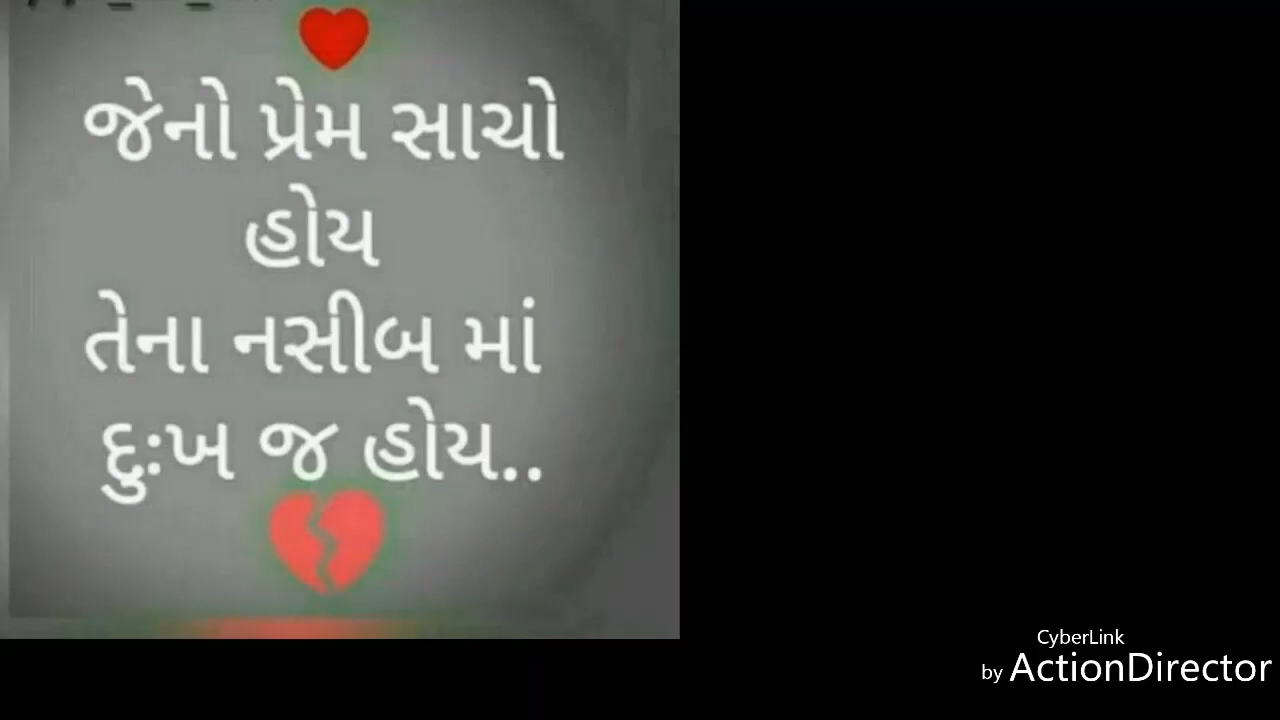 જેનો પ્રેમ સાચો
હોય
તેના નસીબ માં
દુઃખ જ હોય..
CyberLink
by ActionDirector